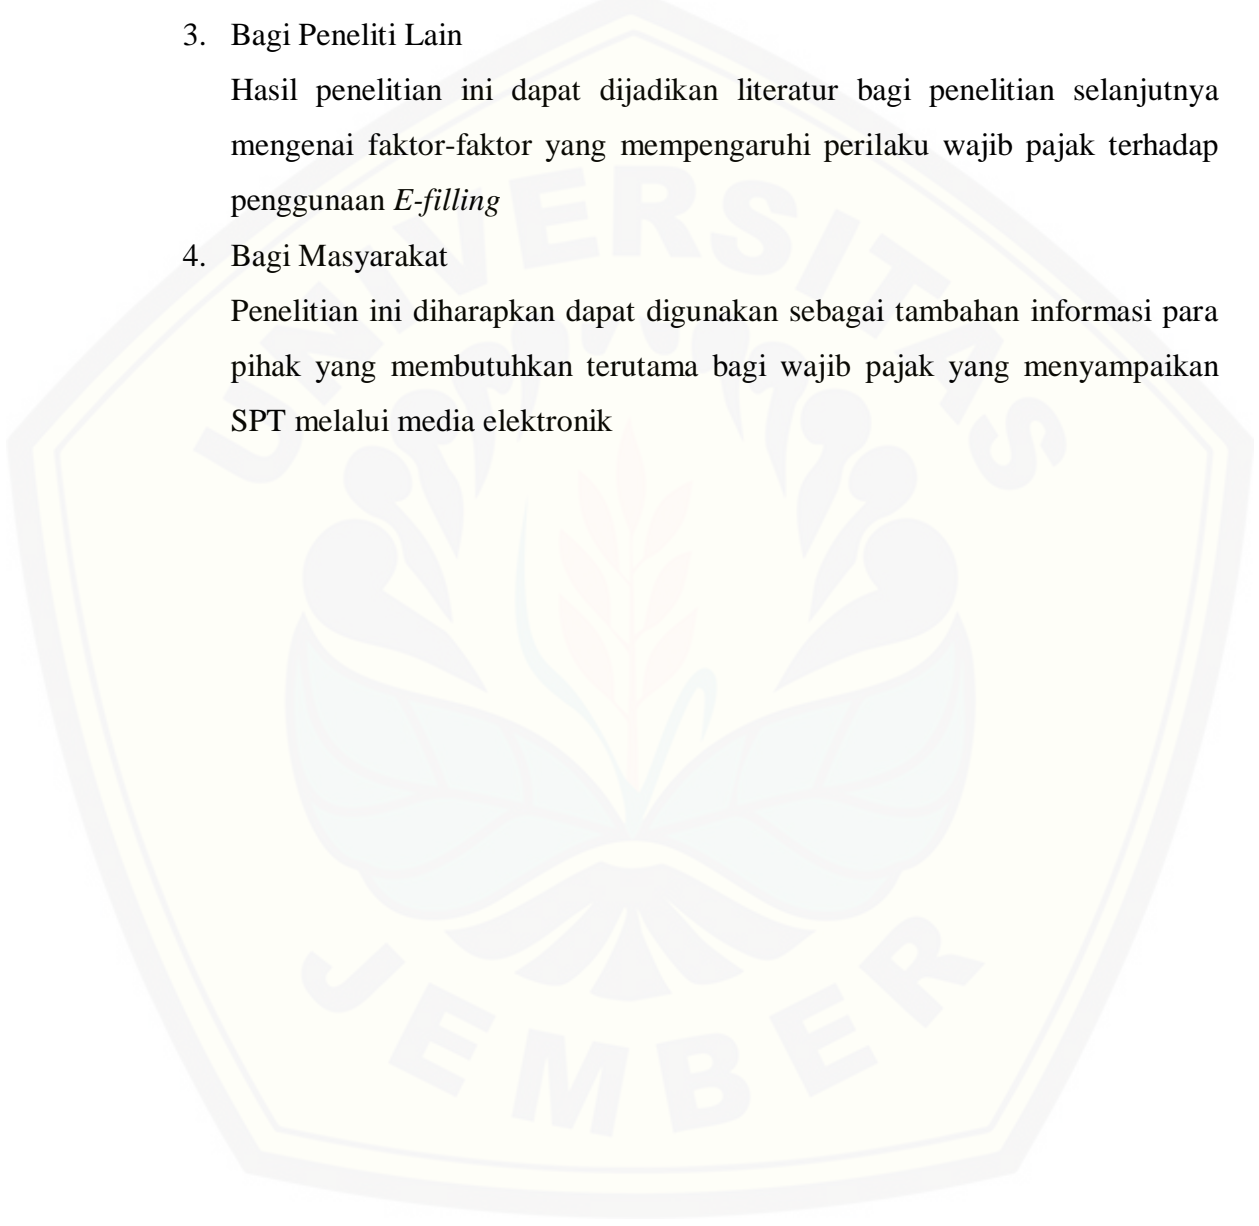 3. Bagi Peneliti Lain
Hasil penelitian ini dapat dijadikan literatur bagi penelitian selanjutnya
mengenai faktor-faktor yang mempengaruhi perilaku wajib pajak terhadap
penggunaan E-filling
4. Bagi Masyarakat
Penelitian ini diharapkan dapat digunakan sebagai tambahan informasi para
pihak yang membutuhkan terutama bagi wajib pajak yang menyampaikan
SPT melalui media elektronik
UNIVERSITAS
JEMBER